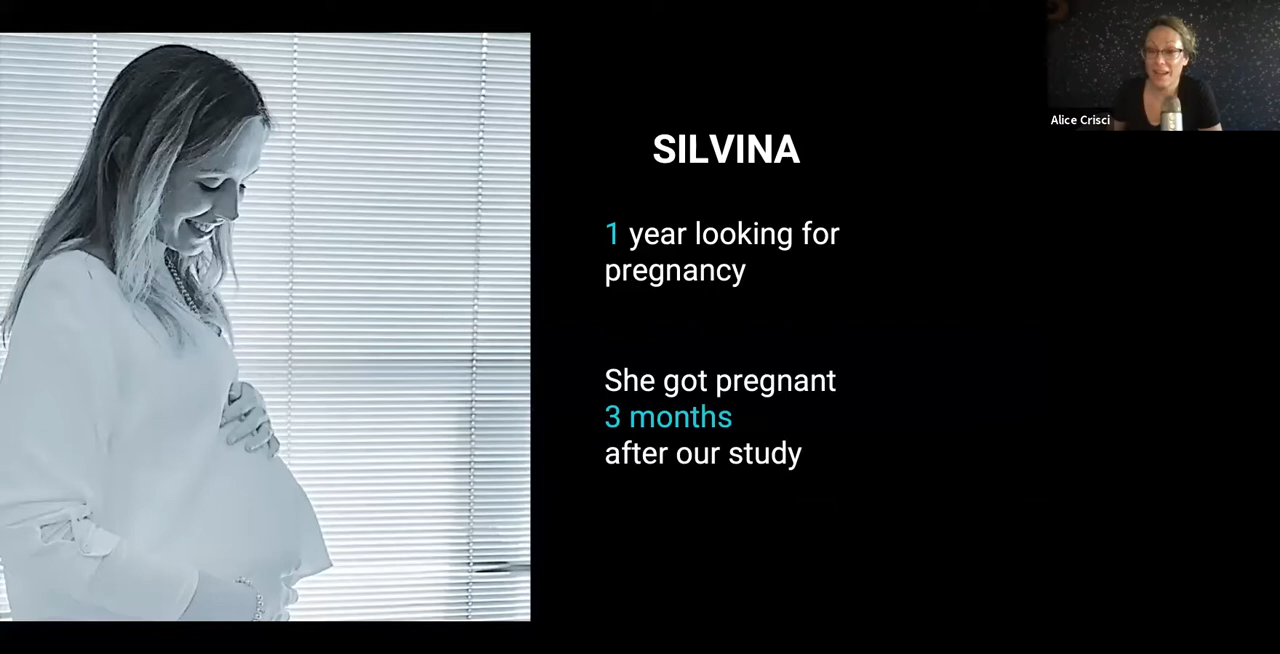 SILVINA
1 year looking for
pregnancy
She got pregnant
3 months
after our study
Alice Crisci